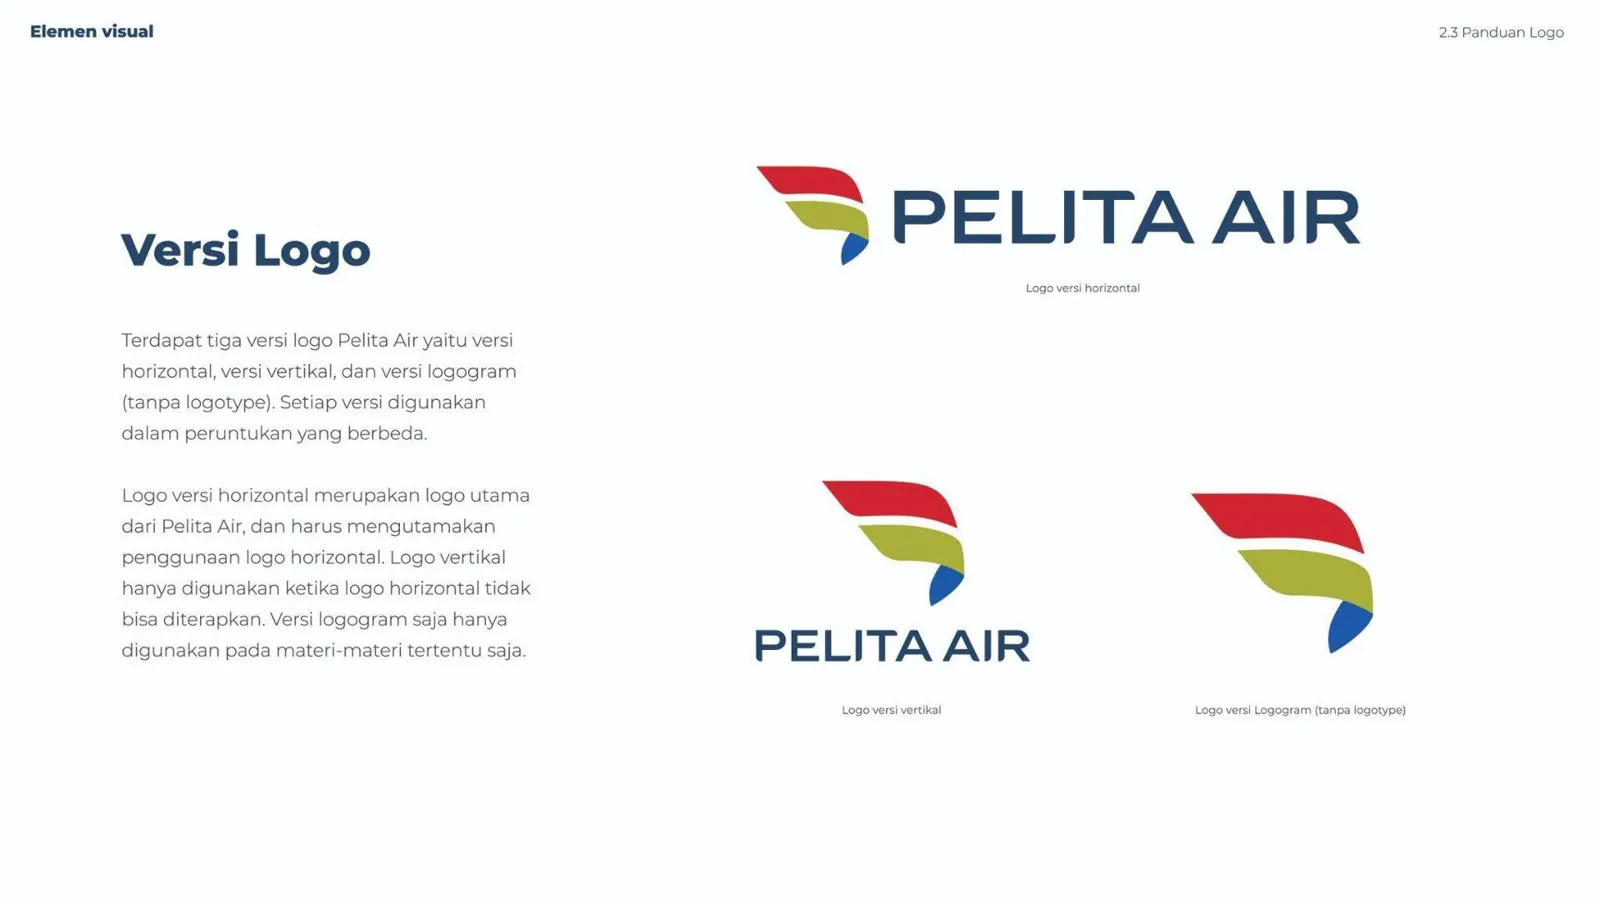 Elemen visual
2.3 Panduan Logo
Versi Logo
Terdapat tiga versi logo Pelita Air yaitu versi
horizontal, versi vertikal, dan versi logogram
(tanpa logotype). Setiap versi digunakan
dalam peruntukan yang berbeda.
Logo versi horizontal merupakan logo utama
dari Pelita Air, dan harus mengutamakan
penggunaan logo horizontal. Logo vertikal
hanya digunakan ketika logo horizontal tidak
bisa diterapkan. Versi logogram saja hanya
digunakan pada materi-materi tertentu saja.
PELITA AIR
Logo versi horizontal
PELITA AIR
Logo versi vertikal
Logo versi Logogram (tanpa logotype)